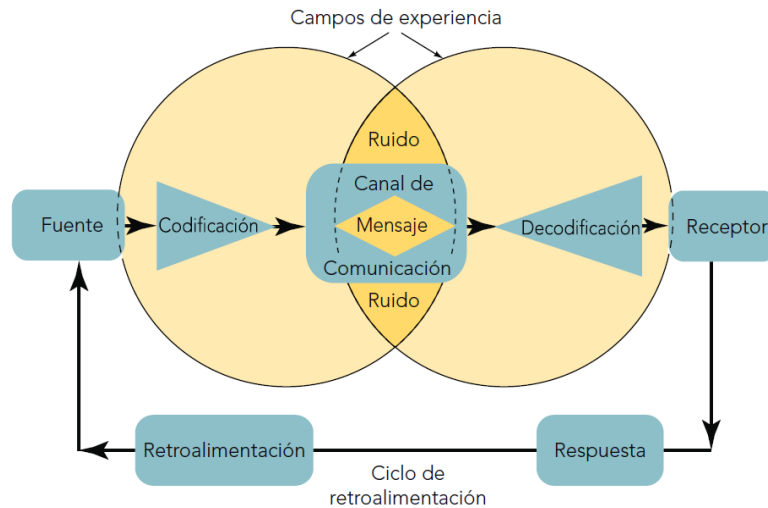 Campos de experiencia
Ruido
Canal de
Fuente
Codificación
Mensaje
Decodificación
Receptor
Comunicación
Ruido
Retroalimentación
Respuesta
Ciclo de
retroalimentación